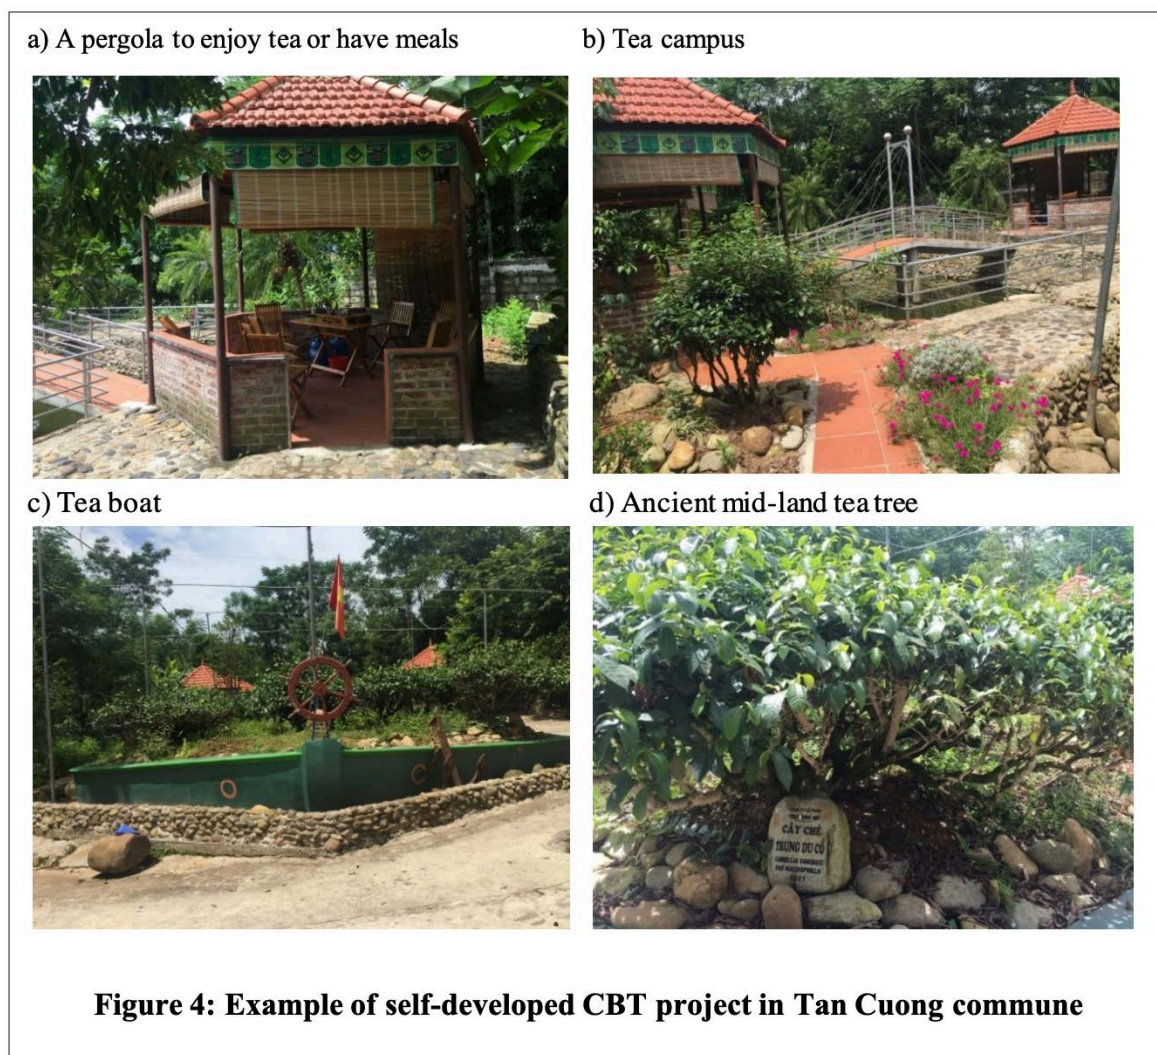 a) A pergola to enjoy tea or have meals
b) Tea campus
c) Tea boat
d) Ancient mid-land tea tree
CÂY CHÈ
TRUNG DU CỔ
Figure 4: Example of self-developed CBT project in Tan Cuong commune